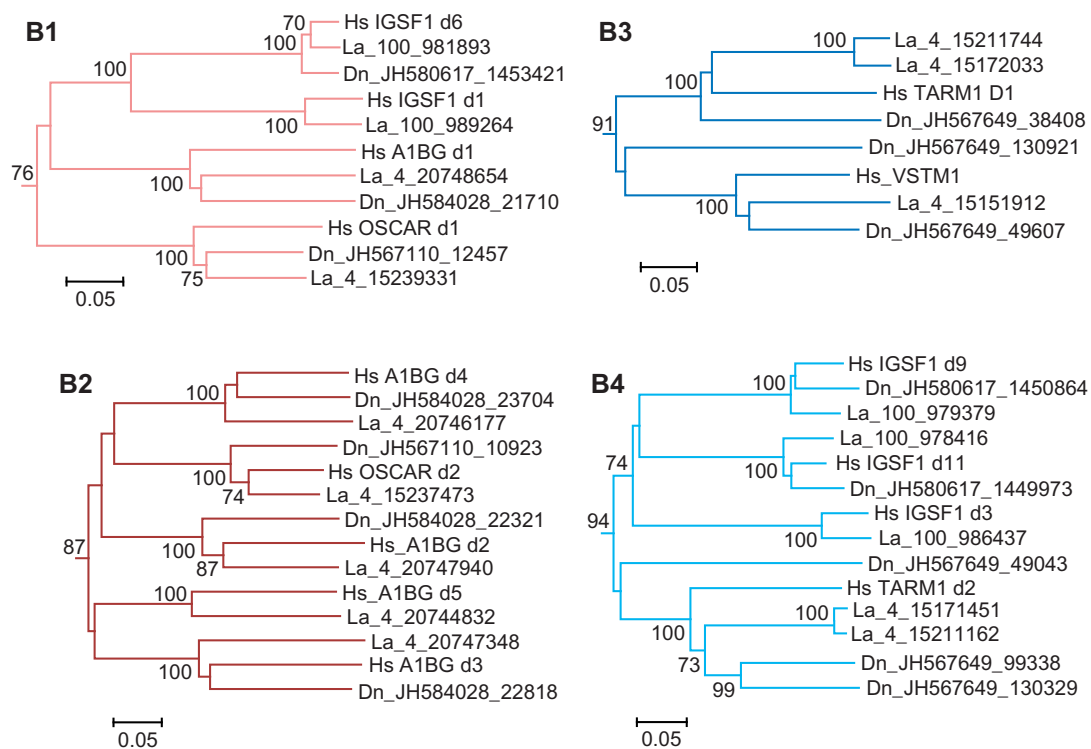 B1
70
Hs IGSF1 d6
100
La_100_981893
Dn_JH580617_1453421
100
Hs IGSF1 d1
100
La_100_989264
Hs A1BG d1
76
La_4_20748654
100
Dn_JH584028_21710
Hs OSCAR d1
100
Dn_JH567110_12457
75
La_4_15239331
0.05
B3
100
La_4_15211744
La_4_15172033
100
Hs TARM1 D1
Dn_JH567649_38408
91
Dn_JH567649_130921
Hs_VSTM1
100
La_4_15151912
Dn_JH567649_49607
0.05
B2
Hs A1BG d4
100
Dn_JH584028_23704
La_4_20746177
Dn_JH567110_10923
100
Hs OSCAR d2
74
La_4_15237473
Dn_JH584028_22321
87
100
Hs_A1BG d2
87
La_4_20747940
100
Hs_A1BG d5
La_4_20744832
La_4_20747348
100
Hs A1BG d3
Dn_JH584028_22818
0.05
B4
Hs IGSF1 d9
100
Dn_JH580617_1450864
La_100_979379
La_100_978416
74
100
Hs IGSF1 d11
Dn_JH580617_1449973
Hs IGSF1 d3
94
100
La_100_986437
Dn_JH567649_49043
Hs TARM1 d2
100
La_4_15171451
100
La_4_15211162
73
Dn_JH567649_99338
99
Dn_JH567649_130329
0.05